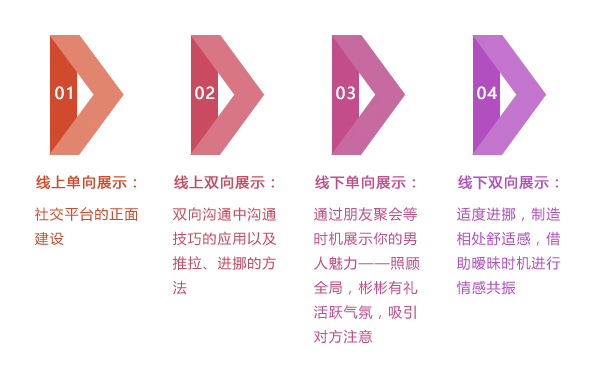 01
线上单向展示：
社交平台的正面
建设
02
线上双向展示：
双向沟通中沟通
技巧的应用以及
推拉、进挪的方
法
03
线下单向展示：
通过朋友聚会等
时机展示你的男
人魅力——照顾
全局，彬彬有礼
活跃气氛，吸引
对方注意
04
线下双向展示：
适度进挪，制造
相处舒适感，借
助暧昧时机进行
情感共振